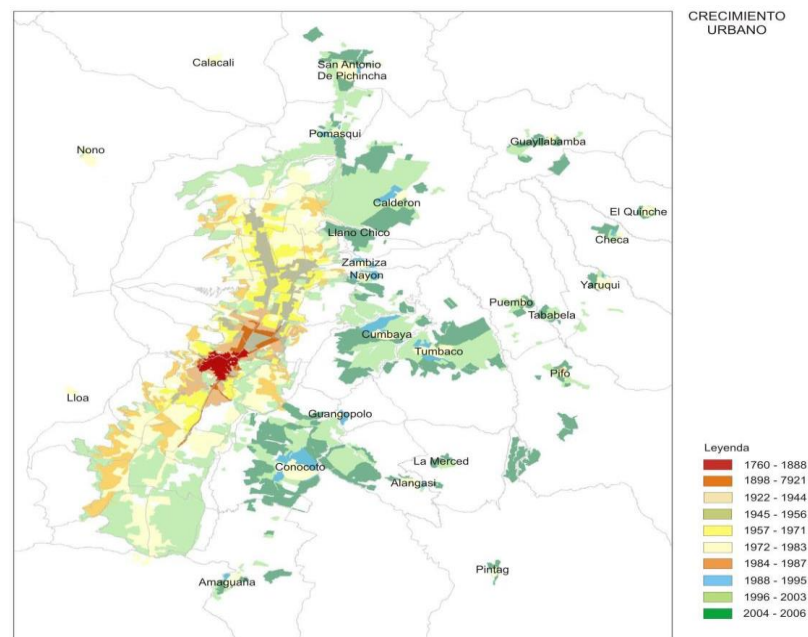 CRECIMIENTO
URBANO
Calacali
San Antonio
De Pichincha
Nono
Pomasqui
Guayllabamba
Calderon
El Quinche
Llano Chico
Checa
Zambiza
Nayon
Yaruqui
Puembo
Tababela
Cumbaya
Tumbaco
Pifo
Lloa
Guangopolo
Conocoto
La Merced
Alangasi
Amaguaña
Pintag
Leyenda
1760 - 1888
1898 - 7921
1922 - 1944
1945 - 1956
1957 - 1971
1972 - 1983
1984 - 1987
1988 - 1995
1996 - 2003
2004 - 2006